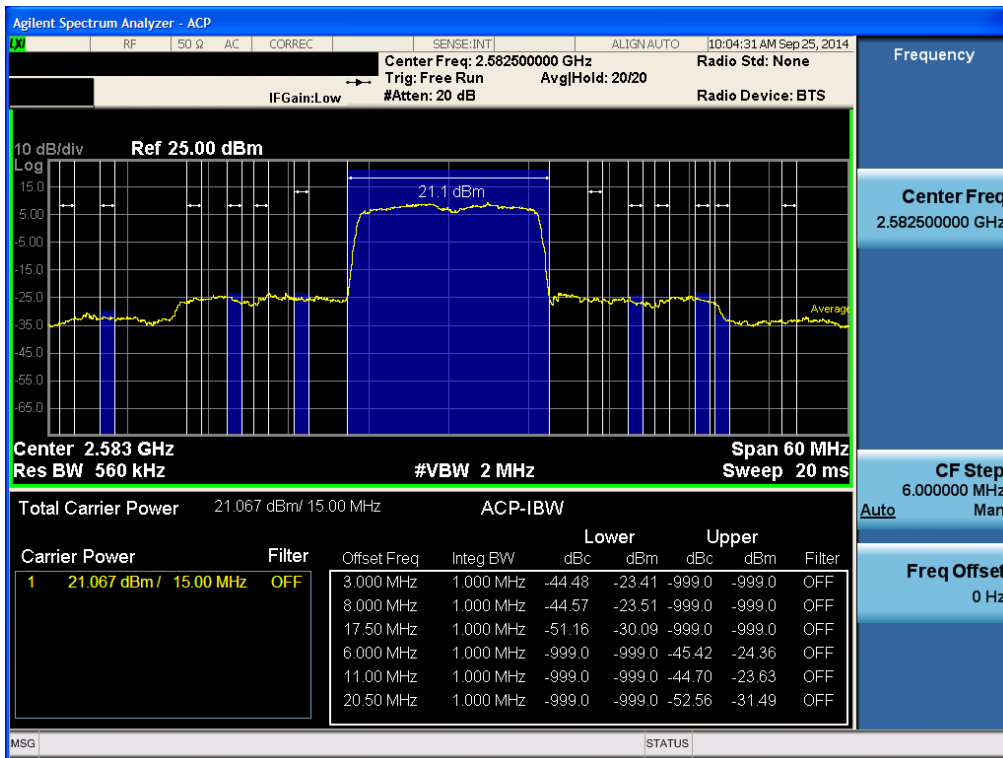 Agilent Spectrum Analyzer - ACP
LXI RF 50 Ω AC CORREC SENSE:INT ALIGN AUTO 10:04:31 AM Sep 25, 2014
Center Freq: 2.582500000 GHz Radio Std: None
Trig: Free Run Avg|Hold: 20/20
IFGain:Low #Atten: 20 dB Radio Device: BTS
10 dB/div Ref 25.00 dBm
Log
15.0
21.1 dBm
5.00
-5.00
-15.0
-25.0
Average
-35.0
-45.0
-55.0
-65.0
Center 2.583 GHz Span 60 MHz
Res BW 560 kHz #VBW 2 MHz Sweep 20 ms
Total Carrier Power 21.067 dBm/ 15.00 MHz ACP-IBW
Lower Upper
Carrier Power Filter Offset Freq Integ BW dBc dBm dBc dBm Filter
1 21.067 dBm / 15.00 MHz OFF 3.000 MHz 1.000 MHz -44.48 -23.41 -999.0 -999.0 OFF
8.000 MHz 1.000 MHz -44.57 -23.51 -999.0 -999.0 OFF
17.50 MHz 1.000 MHz -51.16 -30.09 -999.0 -999.0 OFF
6.000 MHz 1.000 MHz -999.0 -999.0 -45.42 -24.36 OFF
11.00 MHz 1.000 MHz -999.0 -999.0 -44.70 -23.63 OFF
20.50 MHz 1.000 MHz -999.0 -999.0 -52.56 -31.49 OFF
MSG STATUS
Frequency
Center Freq
2.582500000 GHz
CF Step
6.000000 MHz
Auto Man
Freq Offset
0 Hz